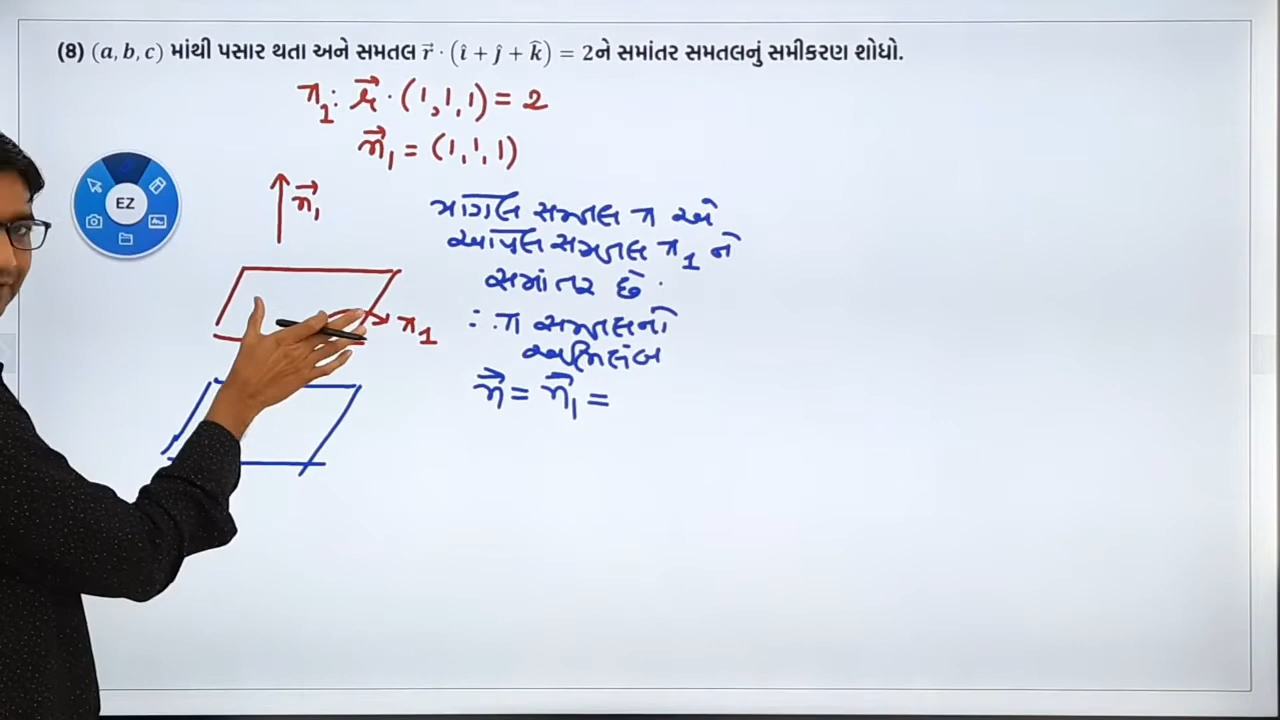 (8) (a, b, c) માંથી પસાર થતા અને સમતલ r⃗ · (î + ĵ + k̂) = 2ને સમાંતર સમતલનું સમીકરણ શોધો.
π₁: r⃗ · (1, 1, 1) = 2
n⃗₁ = (1, 1, 1)
EZ
n⃗₁
માગેલ સમતલ π એ
આપેલ સમતલ π₁ ને
સમાંતર છે.
∴ π સમતલનો
અભિલંબ
n⃗ = n⃗₁ =
π₁